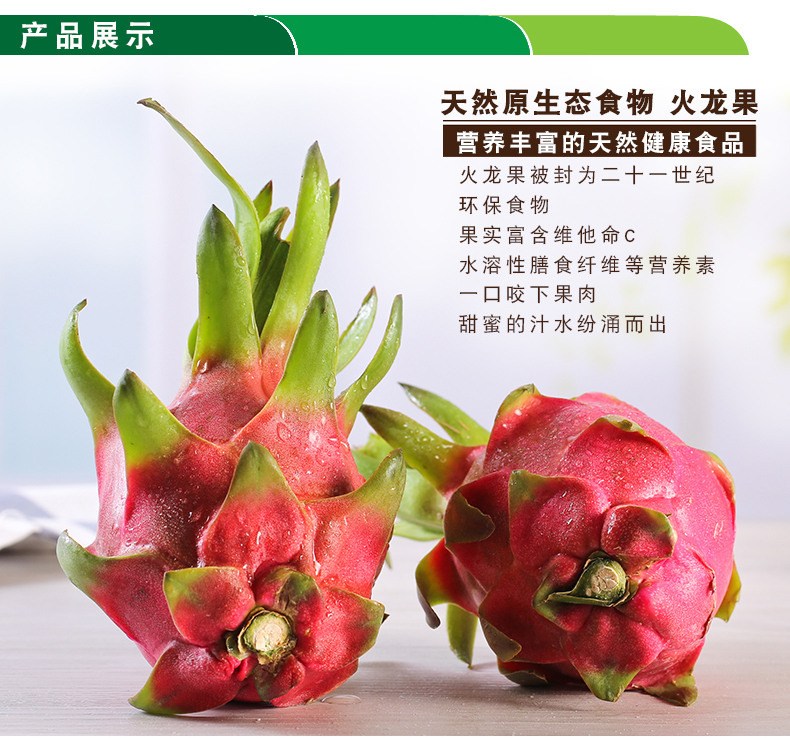 产品展示
天然原生态食物 火龙果
营养丰富的天然健康食品
火龙果被封为二十一世纪
环保食物
果实富含维他命c
水溶性膳食纤维等营养素
一口咬下果肉
甜蜜的汁水纷涌而出